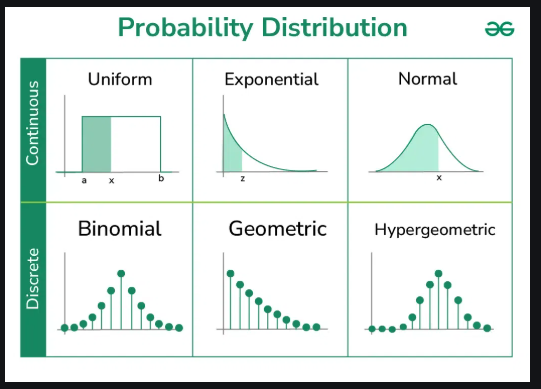 Probability Distribution
Continuous
Uniform
a
x
b
Exponential
z
Normal
x
Discrete
Binomial
Geometric
Hypergeometric